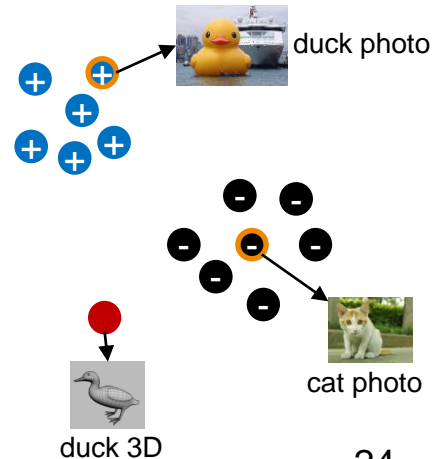 duck photo
+ +
+
+ + +
- -
- - -
-
-
cat photo
duck 3D